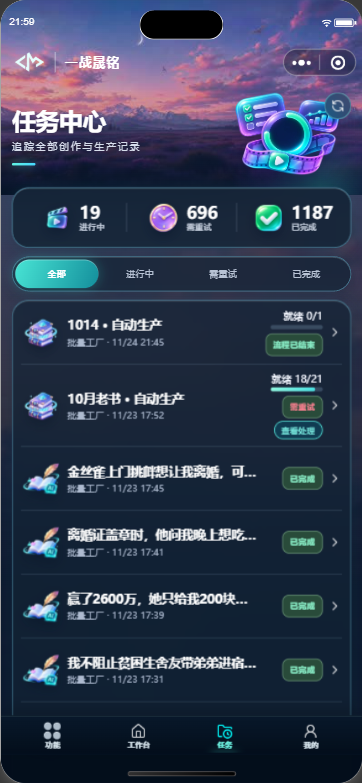 21:59
一战晟铭
任务中心
追踪全部创作与生产记录
19
进行中
696
需重试
1187
已完成
全部
进行中
需重试
已完成
1014 • 自动生产
批量工厂 · 11/24 21:45
就绪 0/1
流程已结束
10月老书 • 自动生产
批量工厂 · 11/23 17:52
就绪 18/21
需重试
查看处理
金丝雀上门挑衅想让我离婚，可...
批量工厂 · 11/23 17:45
已完成
离婚证盖章时，他问我晚上想吃...
批量工厂 · 11/23 17:41
已完成
赢了2600万，她只给我200块...
批量工厂 · 11/23 17:39
已完成
我不阻止贫困生舍友带弟弟进宿...
批量工厂 · 11/23 17:31
已完成
功能
工作台
任务
我的